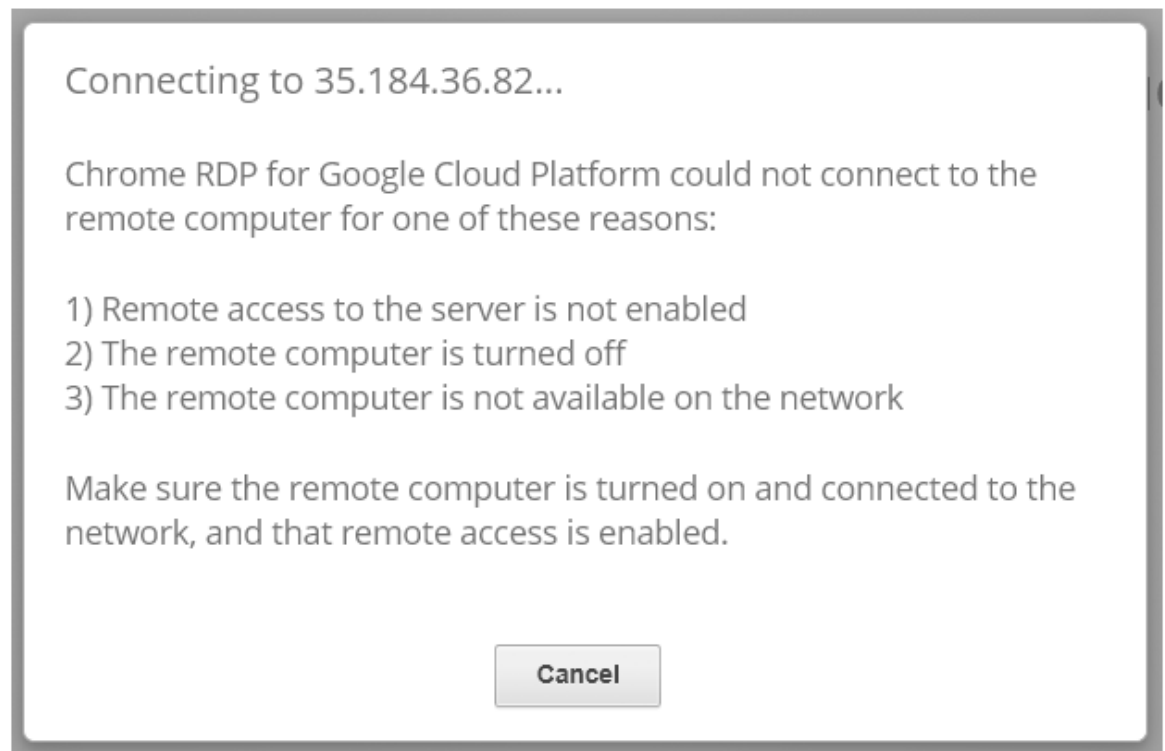 Connecting to 35.184.36.82...
Chrome RDP for Google Cloud Platform could not connect to the
remote computer for one of these reasons:
1) Remote access to the server is not enabled
2) The remote computer is turned off
3) The remote computer is not available on the network
Make sure the remote computer is turned on and connected to the
network, and that remote access is enabled.
Cancel